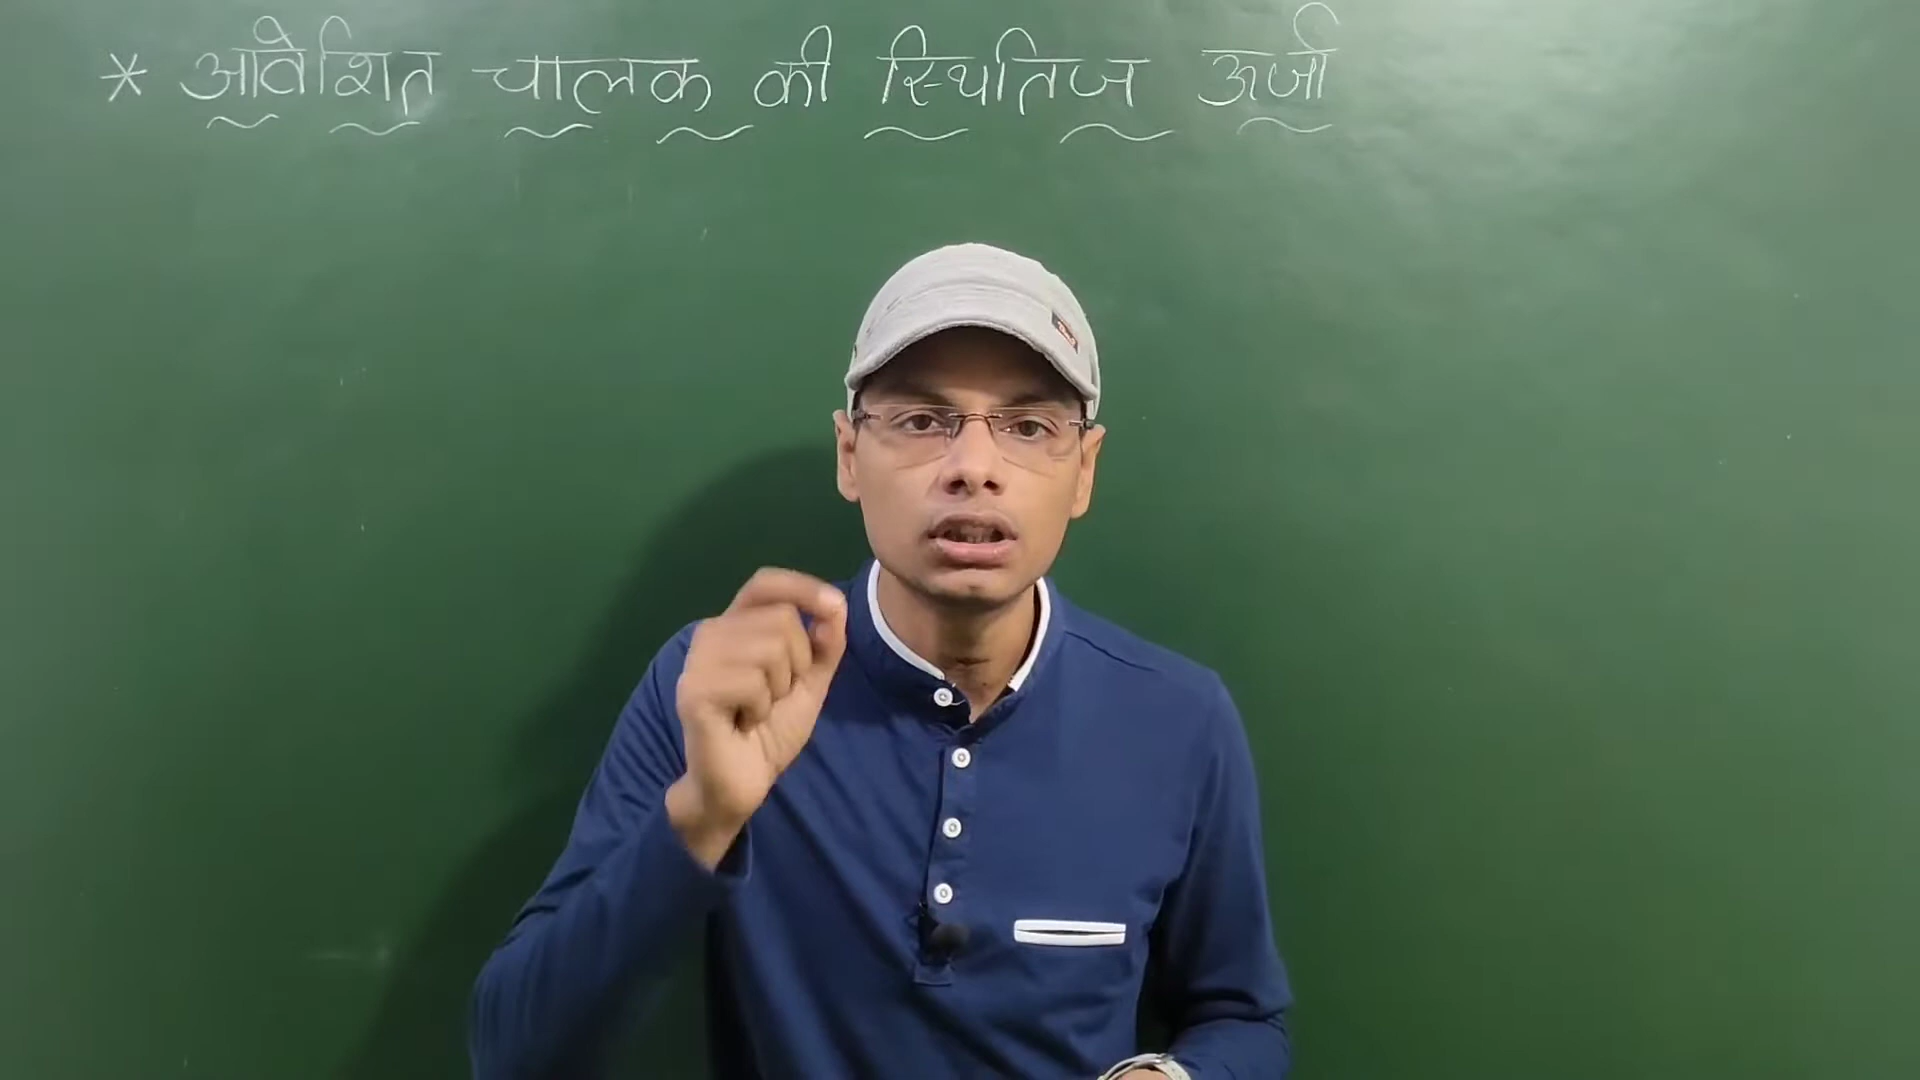 * आवेशित चालक की स्थितिज ऊर्जा